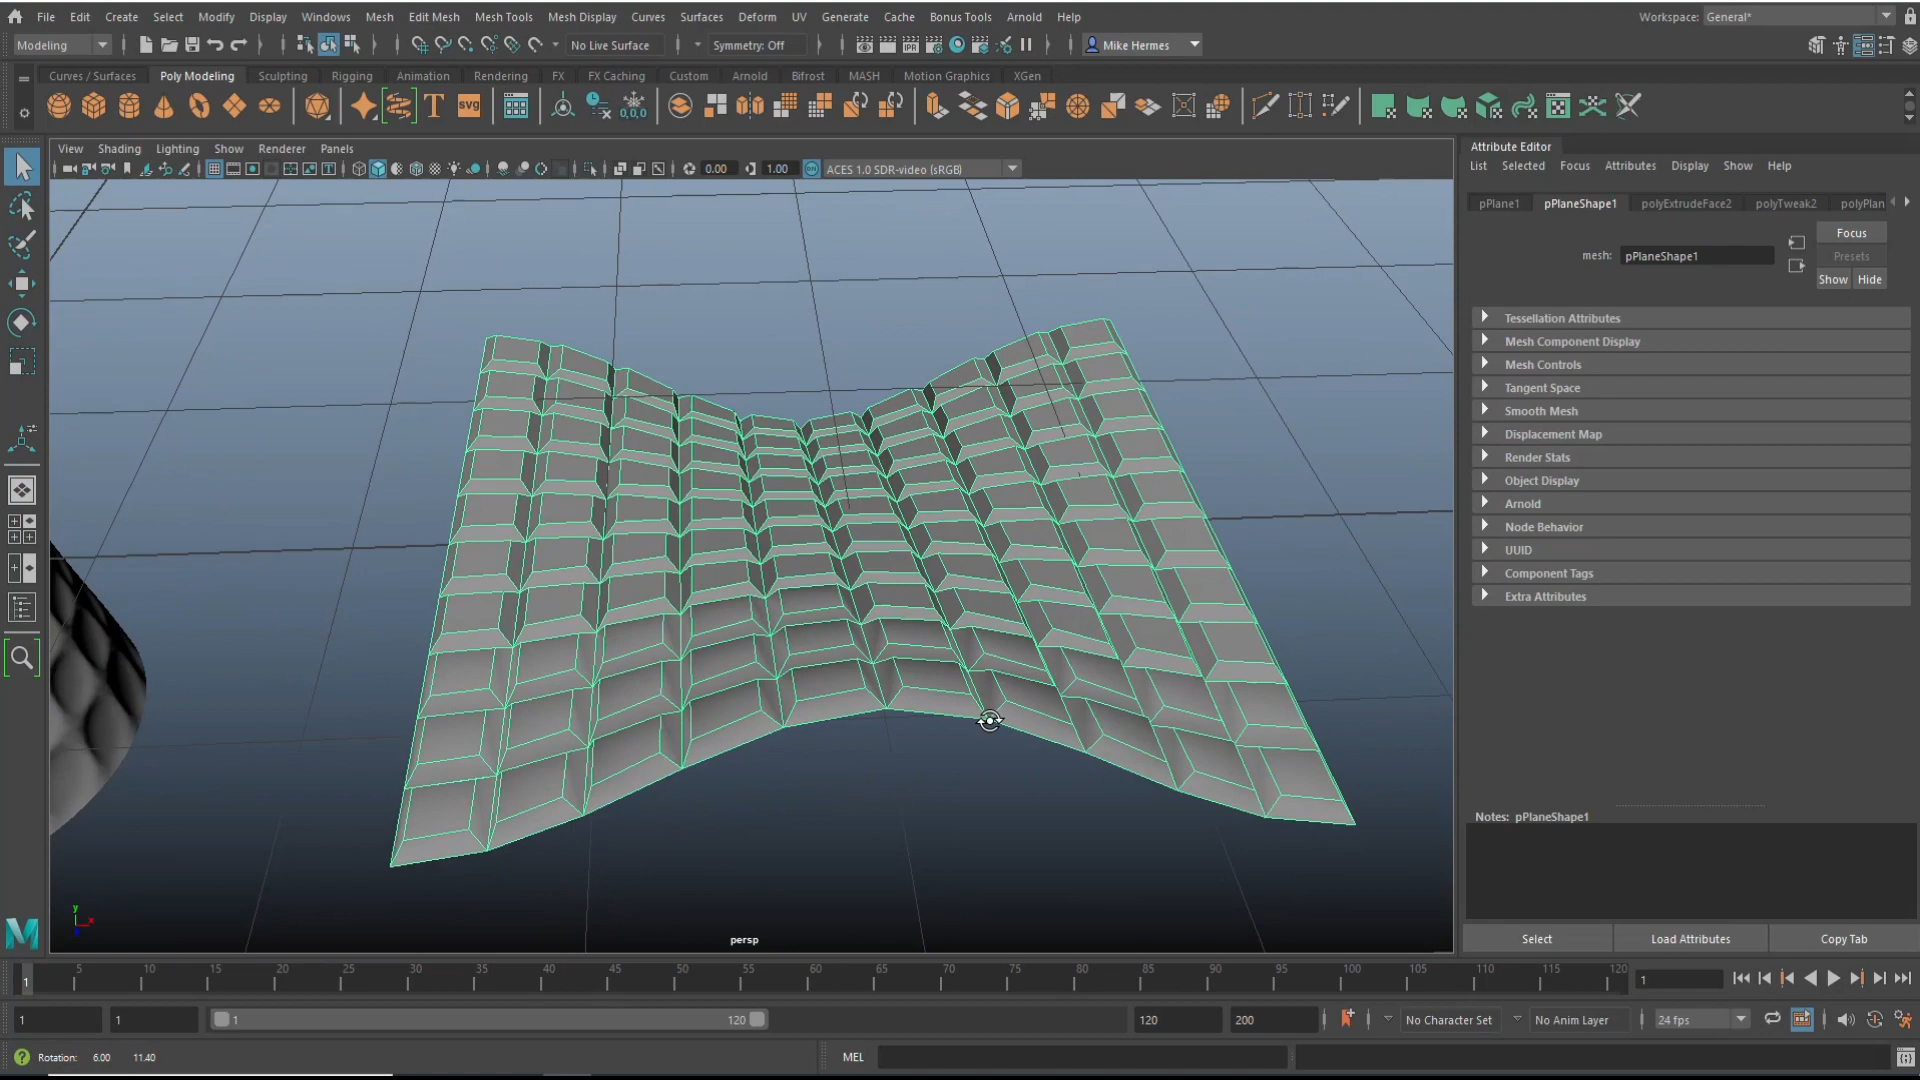 File Edit Create Select Modify Display Windows Mesh Edit Mesh Mesh Tools Mesh Display Curves Surfaces Deform UV Generate Cache Bonus Tools Arnold Help Workspace: General*
Modeling No Live Surface Symmetry: Off IPR Mike Hermes
Curves / Surfaces Poly Modeling Sculpting Rigging Animation Rendering FX FX Caching Custom Arnold Bifrost MASH Motion Graphics XGen
T SVG 0,0,0
View Shading Lighting Show Renderer Panels
0.00 1.00 ACES 1.0 SDR-video (sRGB)
Attribute Editor
List Selected Focus Attributes Display Show Help
pPlane1 pPlaneShape1 polyExtrudeFace2 polyTweak2 polyPlan
Focus
mesh: pPlaneShape1
Presets
Show Hide
Tessellation Attributes
Mesh Component Display
Mesh Controls
Tangent Space
Smooth Mesh
Displacement Map
Render Stats
Object Display
Arnold
Node Behavior
UUID
Component Tags
Extra Attributes
Notes: pPlaneShape1
Select Load Attributes Copy Tab
y
x
persp
1 5 10 15 20 25 30 35 40 45 50 55 60 65 70 75 80 85 90 95 100 105 110 115 120 1
1 1 1 120 120 200 No Character Set No Anim Layer 24 fps
Rotation: 6.00 11.40 MEL